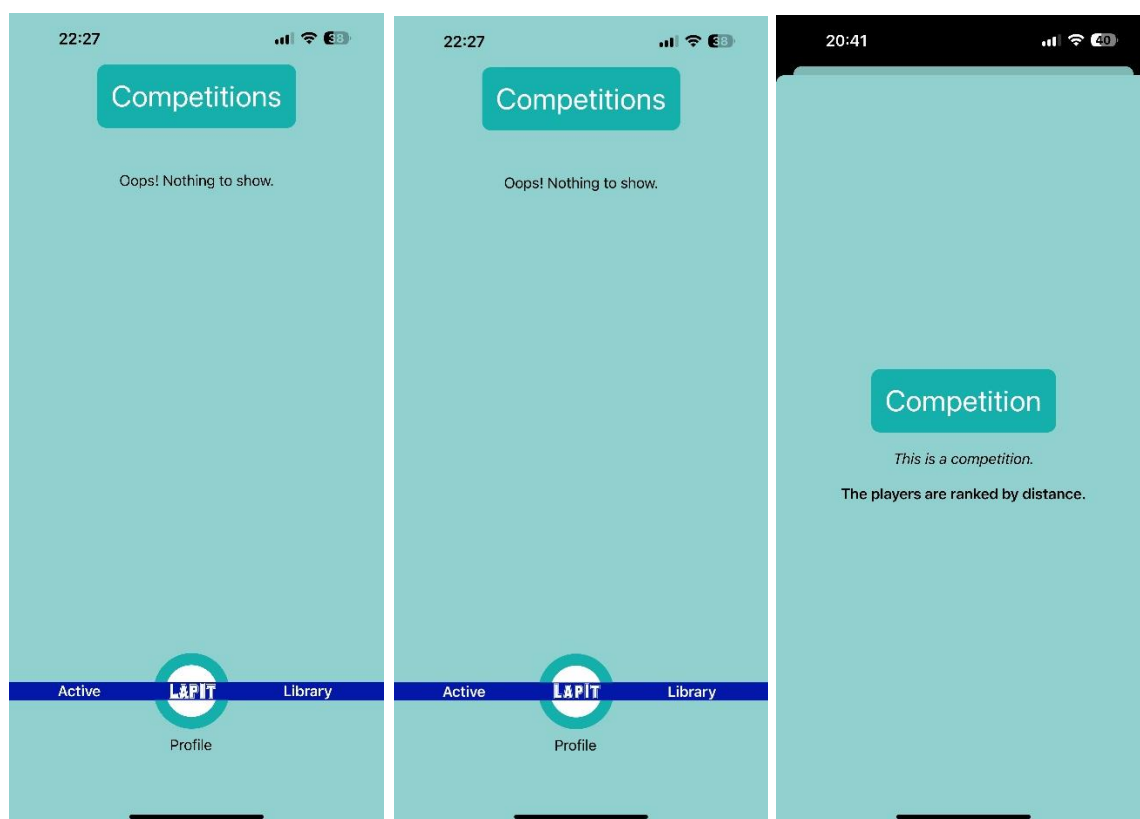 22:27
38
Competitions
Oops! Nothing to show.
Active
LAPIT
Library
Profile
22:27
38
Competitions
Oops! Nothing to show.
Active
LAPIT
Library
Profile
20:41
40
Competition
This is a competition.
The players are ranked by distance.